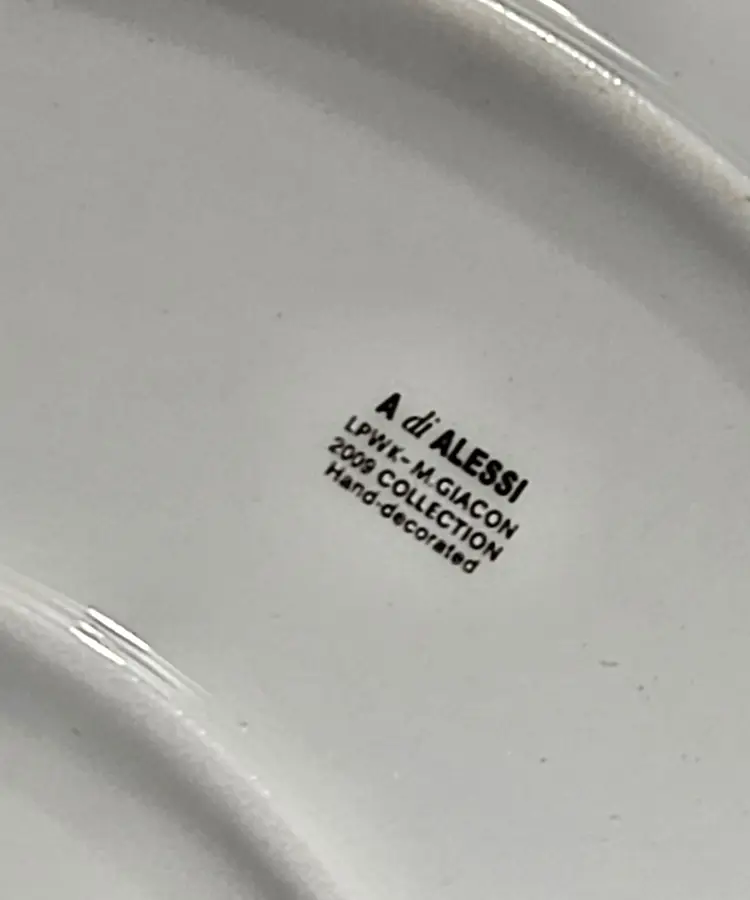 A di ALESSI
LPWK- M.GIACON
2009 COLLECTION
Hand-decorated